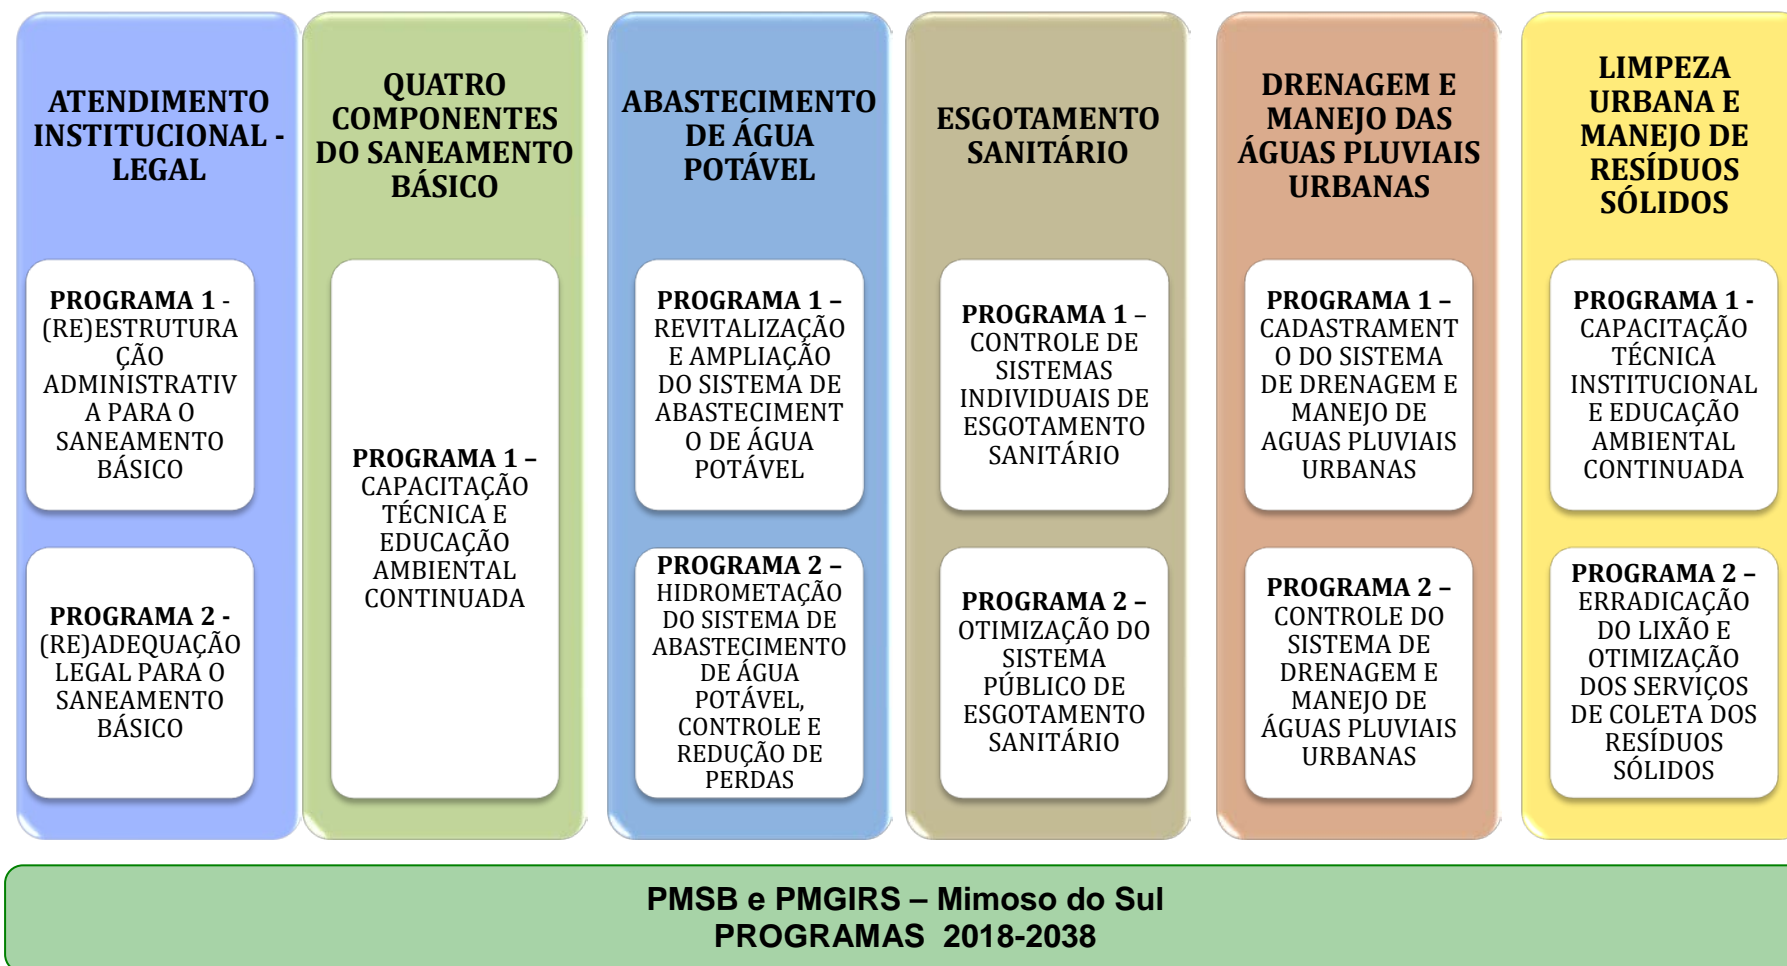 ATENDIMENTO
INSTITUCIONAL -
LEGAL
PROGRAMA 1 -
(RE)ESTRUTURA
ÇÃO
ADMINISTRATIV
A PARA O
SANEAMENTO
BÁSICO
PROGRAMA 2 -
(RE)ADEQUAÇÃO
LEGAL PARA O
SANEAMENTO
BÁSICO
QUATRO
COMPONENTES
DO SANEAMENTO
BÁSICO
PROGRAMA 1 –
CAPACITAÇÃO
TÉCNICA E
EDUCAÇÃO
AMBIENTAL
CONTINUADA
ABASTECIMENTO
DE ÁGUA
POTÁVEL
PROGRAMA 1 –
REVITALIZAÇÃO
E AMPLIAÇÃO
DO SISTEMA DE
ABASTECIMENT
O DE ÁGUA
POTÁVEL
PROGRAMA 2 –
HIDROMETAÇÃO
DO SISTEMA DE
ABASTECIMENTO
DE ÁGUA
POTÁVEL,
CONTROLE E
REDUÇÃO DE
PERDAS
ESGOTAMENTO
SANITÁRIO
PROGRAMA 1 –
CONTROLE DE
SISTEMAS
INDIVIDUAIS DE
ESGOTAMENTO
SANITÁRIO
PROGRAMA 2 –
OTIMIZAÇÃO DO
SISTEMA
PÚBLICO DE
ESGOTAMENTO
SANITÁRIO
DRENAGEM E
MANEJO DAS
ÁGUAS PLUVIAIS
URBANAS
PROGRAMA 1 –
CADASTRAMENT
O DO SISTEMA
DE DRENAGEM E
MANEJO DE
AGUAS PLUVIAIS
URBANAS
PROGRAMA 2 –
CONTROLE DO
SISTEMA DE
DRENAGEM E
MANEJO DE
ÁGUAS PLUVIAIS
URBANAS
LIMPEZA
URBANA E
MANEJO DE
RESÍDUOS
SÓLIDOS
PROGRAMA 1 -
CAPACITAÇÃO
TÉCNICA
INSTITUCIONAL
E EDUCAÇÃO
AMBIENTAL
CONTINUADA
PROGRAMA 2 –
ERRADICAÇÃO
DO LIXÃO E
OTIMIZAÇÃO
DOS SERVIÇOS
DE COLETA DOS
RESÍDUOS
SÓLIDOS
PMSB e PMGIRS – Mimoso do Sul
PROGRAMAS 2018-2038